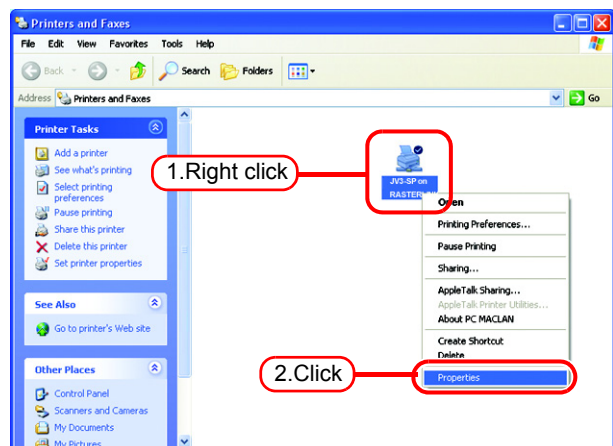 Printers and Faxes
File Edit View Favorites Tools Help
Back Search Folders
Address Printers and Faxes Go
Printer Tasks
Add a printer
See what's printing
Select printing
preferences
Pause printing
Share this printer
Delete this printer
Set printer properties
See Also
Go to printer's Web site
Other Places
Control Panel
Scanners and Cameras
My Documents
My Pictures
1.Right click
JV3-SP on
Open
Printing Preferences...
Pause Printing
Sharing...
AppleTalk Sharing...
AppleTalk Printer Utilities...
About PC MACLAN
Create Shortcut
Delete
Properties
2.Click